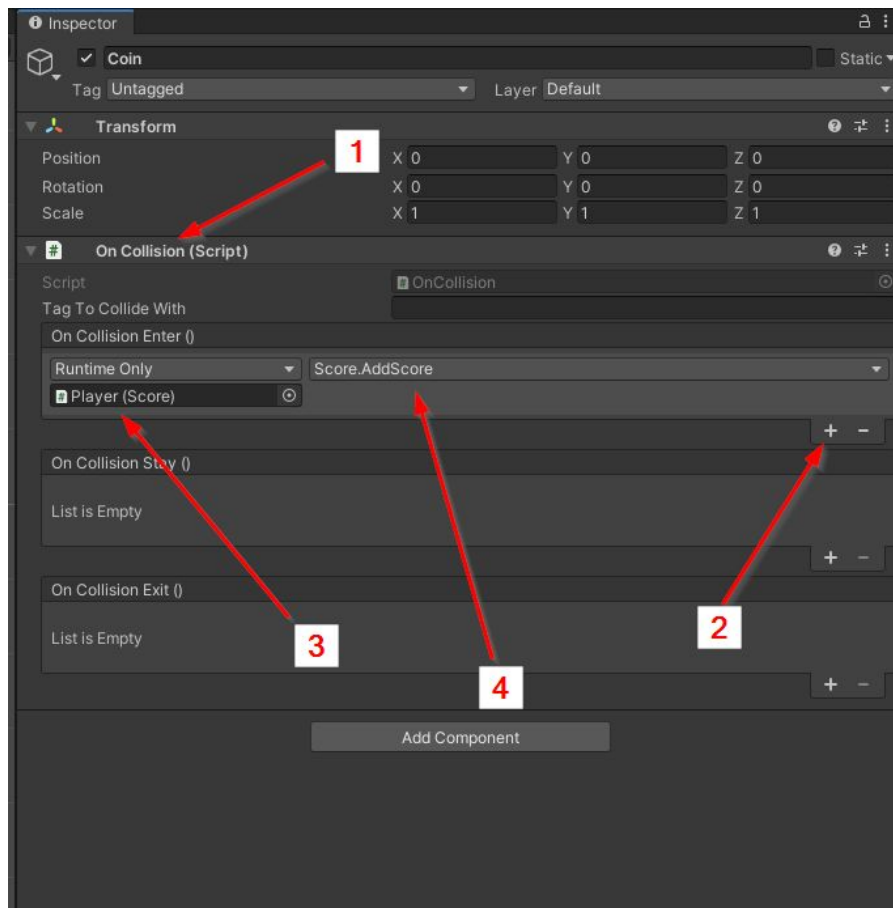 Inspector
Coin
Static
Tag Untagged Layer Default
Transform
1
Position X 0 Y 0 Z 0
Rotation X 0 Y 0 Z 0
Scale X 1 Y 1 Z 1
# On Collision (Script)
Script # OnCollision
Tag To Collide With
On Collision Enter ()
Runtime Only Score.AddScore
# Player (Score)
+ −
On Collision Stay ()
List is Empty
+ −
On Collision Exit ()
2
List is Empty
3
4
+ −
Add Component